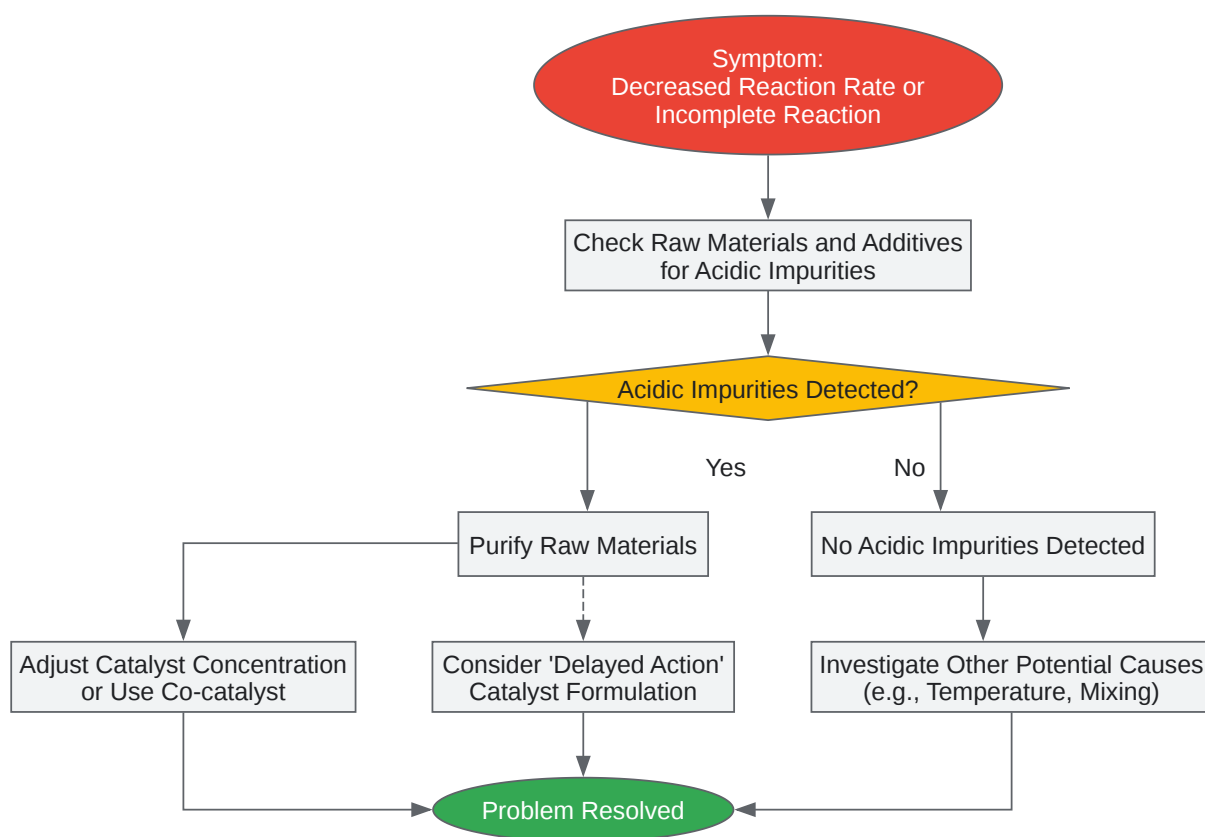 Symptom:
Decreased Reaction Rate or
Incomplete Reaction
Check Raw Materials and Additives
for Acidic Impurities
Acidic Impurities Detected?
Yes
No
Purify Raw Materials
No Acidic Impurities Detected
Adjust Catalyst Concentration
or Use Co-catalyst
Consider 'Delayed Action'
Catalyst Formulation
Investigate Other Potential Causes
(e.g., Temperature, Mixing)
Problem Resolved